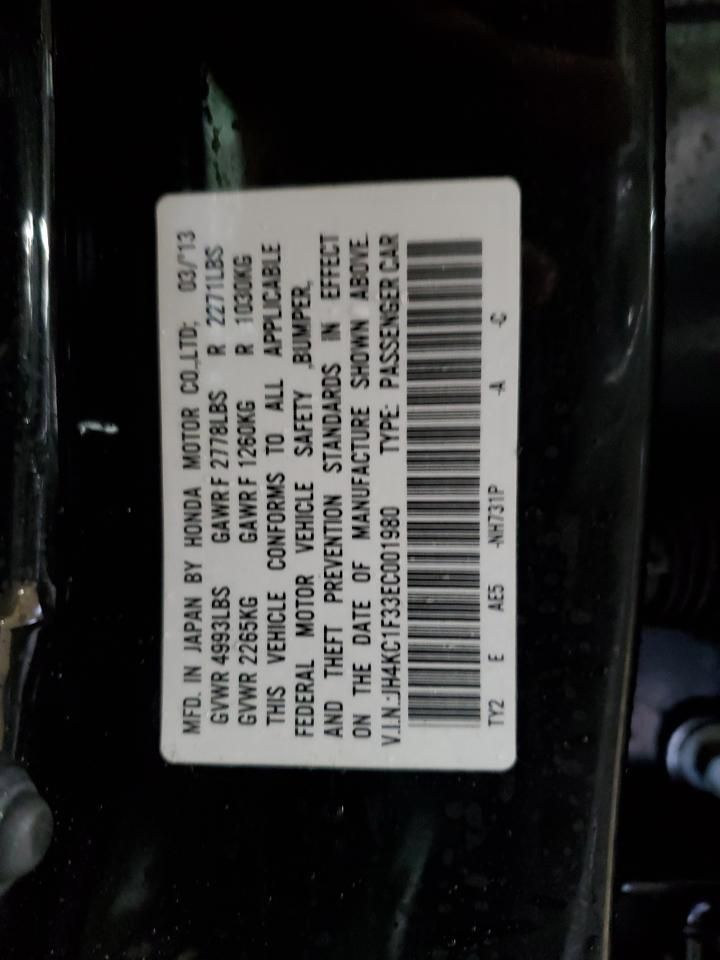 MFD. IN JAPAN BY HONDA MOTOR CO.,LTD; 03/'13
GVWR 4993LBS GAWR F 2778LBS R 2271LBS
GVWR 2265KG GAWR F 1260KG R 1030KG
THIS VEHICLE CONFORMS TO ALL APPLICABLE
FEDERAL MOTOR VEHICLE SAFETY ,BUMPER,
AND THEFT PREVENTION STANDARDS IN EFFECT
ON THE DATE OF MANUFACTURE SHOWN ABOVE.
V.I.N.:JH4KC1F33EC001980 TYPE: PASSENGER CAR
TY2 E AE5 -NH731P -A -C